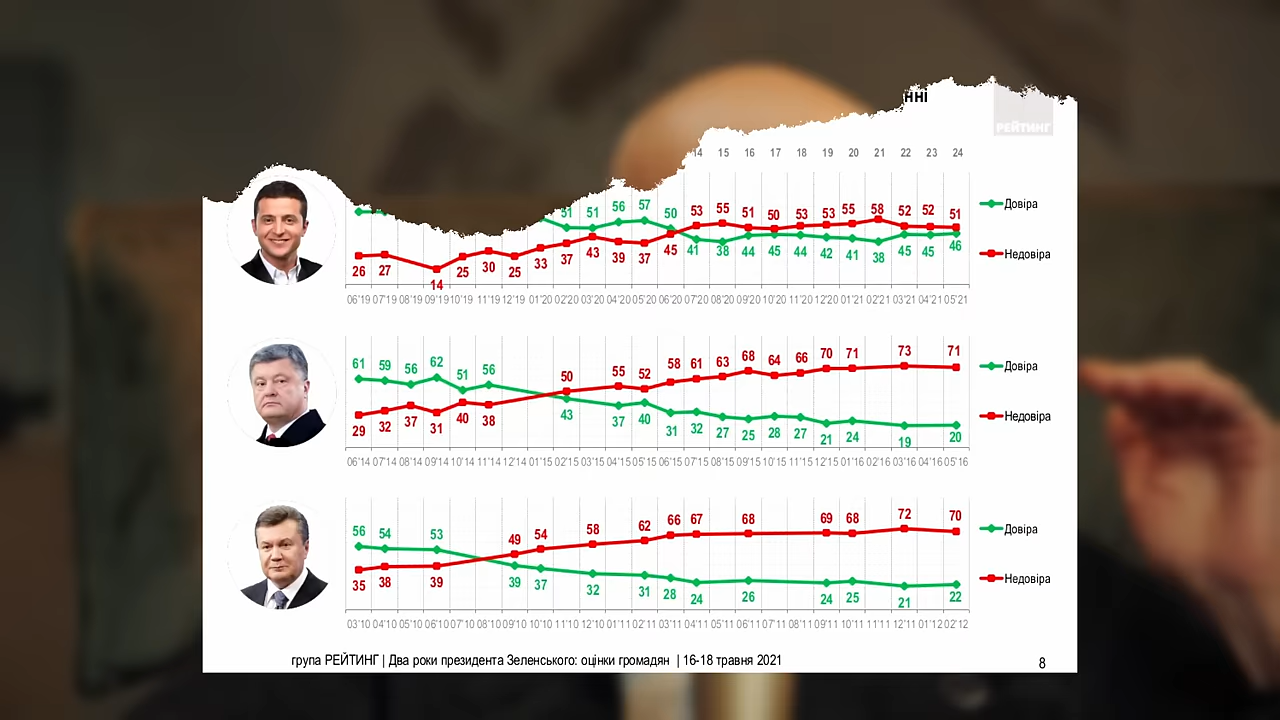 нні
РЕЙТИНГ
14 15 16 17 18 19 20 21 22 23 24
51 51 56 57 50 53 55 51 50 53 53 55 58 52 52 51
26 27 14 25 30 25 33 37 43 39 37 45 41 38 44 45 44 42 41 38 45 45 46
Довіра
Недовіра
06'19 07'19 08'19 09'19 10'19 11'19 12'19 01'20 02'20 03'20 04'20 05'20 06'20 07'20 08'20 09'20 10'20 11'20 12'20 01'21 02'21 03'21 04'21 05'21
61 59 56 62 51 56 50 55 52 58 61 63 68 64 66 70 71 73 71
29 32 37 31 40 38 43 37 40 31 32 27 25 28 27 21 24 19 20
Довіра
Недовіра
06'14 07'14 08'14 09'14 10'14 11'14 12'14 01'15 02'15 03'15 04'15 05'15 06'15 07'15 08'15 09'15 10'15 11'15 12'15 01'16 02'16 03'16 04'16 05'16
56 54 53 49 54 58 62 66 67 68 69 68 72 70
35 38 39 39 37 32 31 28 24 26 24 25 21 22
Довіра
Недовіра
03'10 04'10 05'10 06'10 07'10 08'10 09'10 10'10 11'10 12'10 01'11 02'11 03'11 04'11 05'11 06'11 07'11 08'11 09'11 10'11 11'11 12'11 01'12 02'12
група РЕЙТИНГ | Два роки президента Зеленського: оцінки громадян | 16-18 травня 2021
8